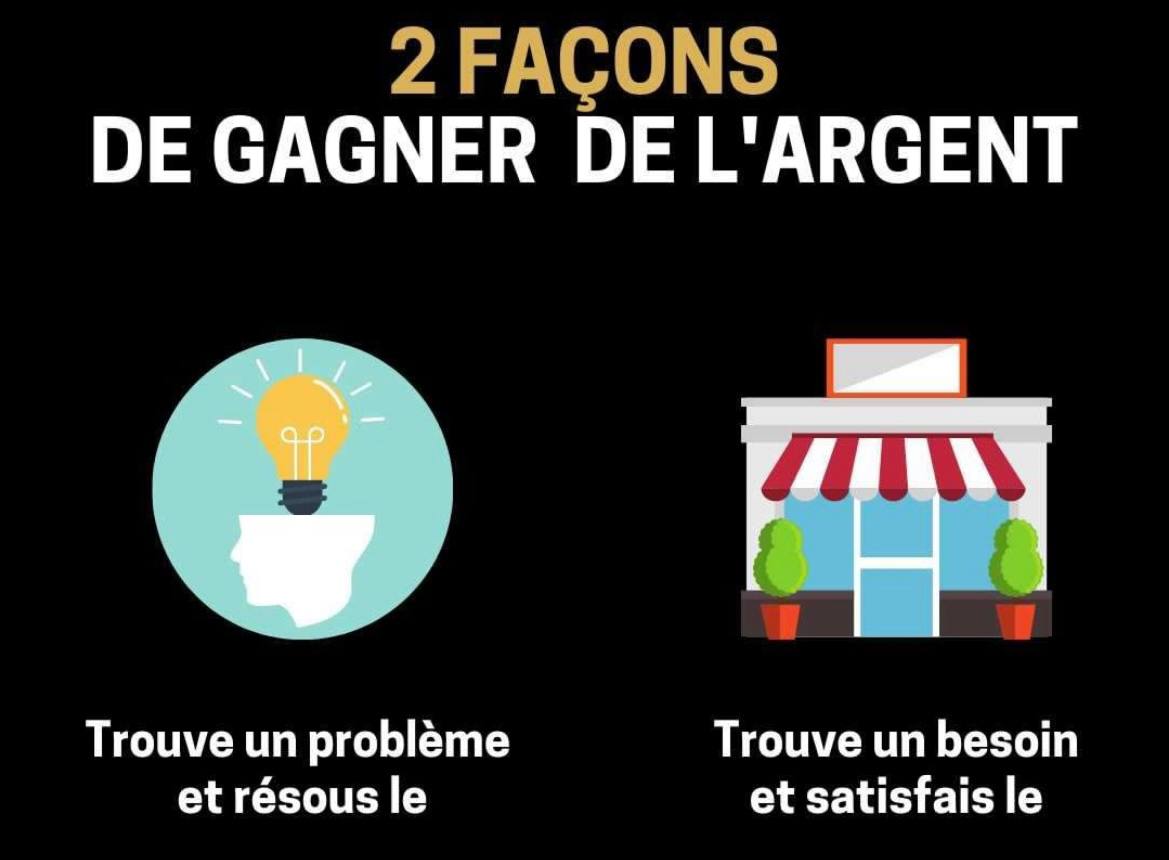 2 FAÇONS
DE GAGNER DE L'ARGENT
Trouve un problème
et résous le
Trouve un besoin
et satisfais le